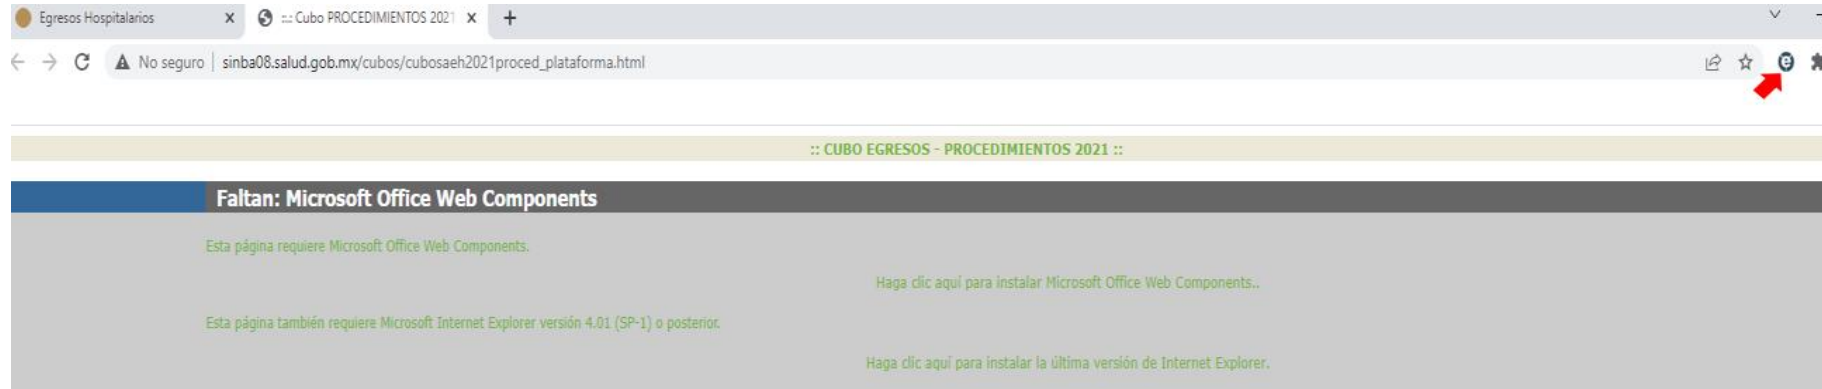 Egresos Hospitalarios
::: Cubo PROCEDIMIENTOS 2021
No seguro | sinba08.salud.gob.mx/cubos/cubosaeh2021proced_plataforma.html
:: CUBO EGRESOS - PROCEDIMIENTOS 2021 ::
Faltan: Microsoft Office Web Components
Esta página requiere Microsoft Office Web Components.
Haga clic aquí para instalar Microsoft Office Web Components..
Esta página también requiere Microsoft Internet Explorer versión 4.01 (SP-1) o posterior.
Haga clic aquí para instalar la última versión de Internet Explorer.